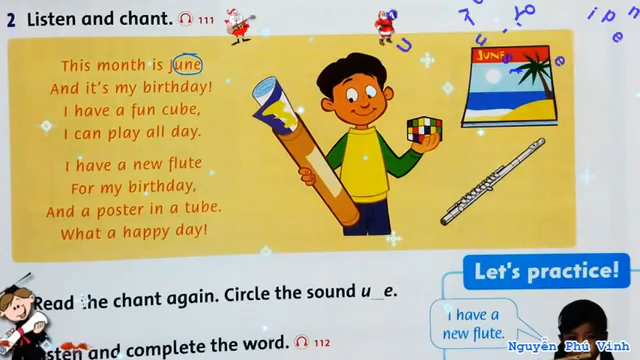 2 Listen and chant. 111
This month is June
And it's my birthday!
I have a fun cube,
I can play all day.
I have a new flute
For my birthday,
And a poster in a tube.
What a happy day!
JUNE
Read the chant again. Circle the sound u_e.
Let's practice!
I have a
new flute.
Listen and complete the word. 112
Nguyễn Phú Vinh